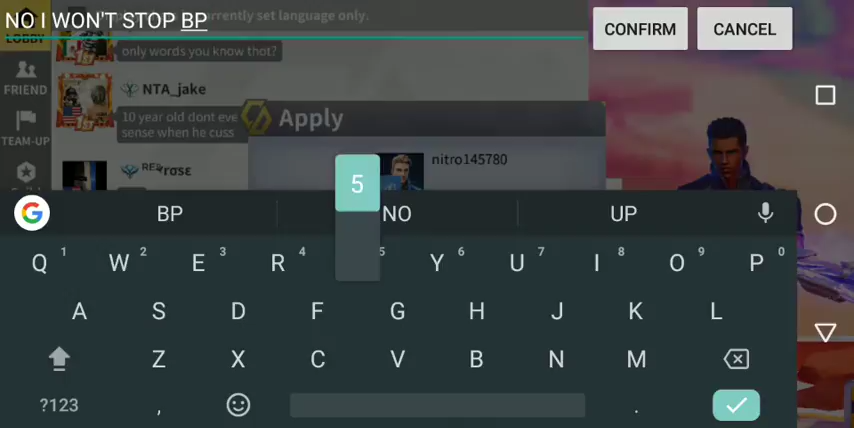 NO I WON'T STOP BP
CONFIRM
CANCEL
urrently set language only.
LOBBY
only words you know that?
FRIEND
NTA_jake
10 year old dont eve
sense when he cuss
TEAM-UP
Apply
nitro145780
5
BP
NO
UP
Q 1 W 2 E 3 R 4 5 Y 6 U 7 I 8 O 9 P 0
A S D F G H J K L
Z X C V B N M
?123 , .